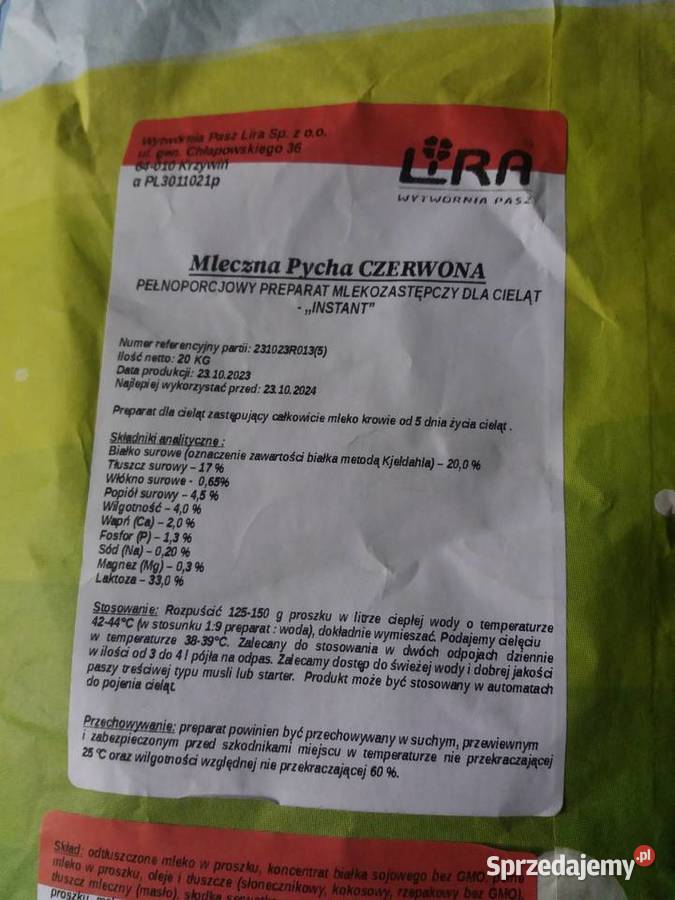 Wytwórnia Pasz Lira Sp. z o.o.
ul. gen. Chłapowskiego 36
64-010 Krzywiń
α PL3011021p
LIRA
WYTWÓRNIA PASZ
Mleczna Pycha CZERWONA
PEŁNOPORCJOWY PREPARAT MLEKOZASTĘPCZY DLA CIELĄT
- „INSTANT”
Numer referencyjny partii: 231023R013(5)
Ilość netto: 20 KG
Data produkcji: 23.10.2023
Najlepiej wykorzystać przed: 23.10.2024
Preparat dla cieląt zastępujący całkowicie mleko krowie od 5 dnia życia cieląt .
Składniki analityczne :
Białko surowe (oznaczenie zawartości białka metodą Kjeldahla) – 20,0 %
Tłuszcz surowy – 17 %
Włókno surowe - 0,65%
Popiół surowy – 4,5 %
Wilgotność – 4,0 %
Wapń (Ca) – 2,0 %
Fosfor (P) – 1,3 %
Sód (Na) – 0,20 %
Magnez (Mg) – 0,3 %
Laktoza – 33,0 %
Stosowanie: Rozpuścić 125-150 g proszku w litrze ciepłej wody o temperaturze
42-44°C (w stosunku 1:9 preparat : woda), dokładnie wymieszać. Podajemy cielęciu
w temperaturze 38-39°C. Zalecany do stosowania w dwóch odpojach dziennie
w ilości od 3 do 4 l pójła na odpas. Zalecamy dostęp do świeżej wody i dobrej jakości
paszy treściwej typu musli lub starter. Produkt może być stosowany w automatach
do pojenia cieląt.
Przechowywanie: preparat powinien być przechowywany w suchym, przewiewnym
i zabezpieczonym przed szkodnikami miejscu w temperaturze nie przekraczającej
25 °C oraz wilgotności względnej nie przekraczającej 60 %.
Skład: odtłuszczone mleko w proszku, koncentrat białka sojowego bez GMO,
mleko w proszku, oleje i tłuszcze (słonecznikowy, kokosowy, rzepakowy bez GMO),
tłuszcz mleczny (masło), słodka
Sprzedajemy.pl